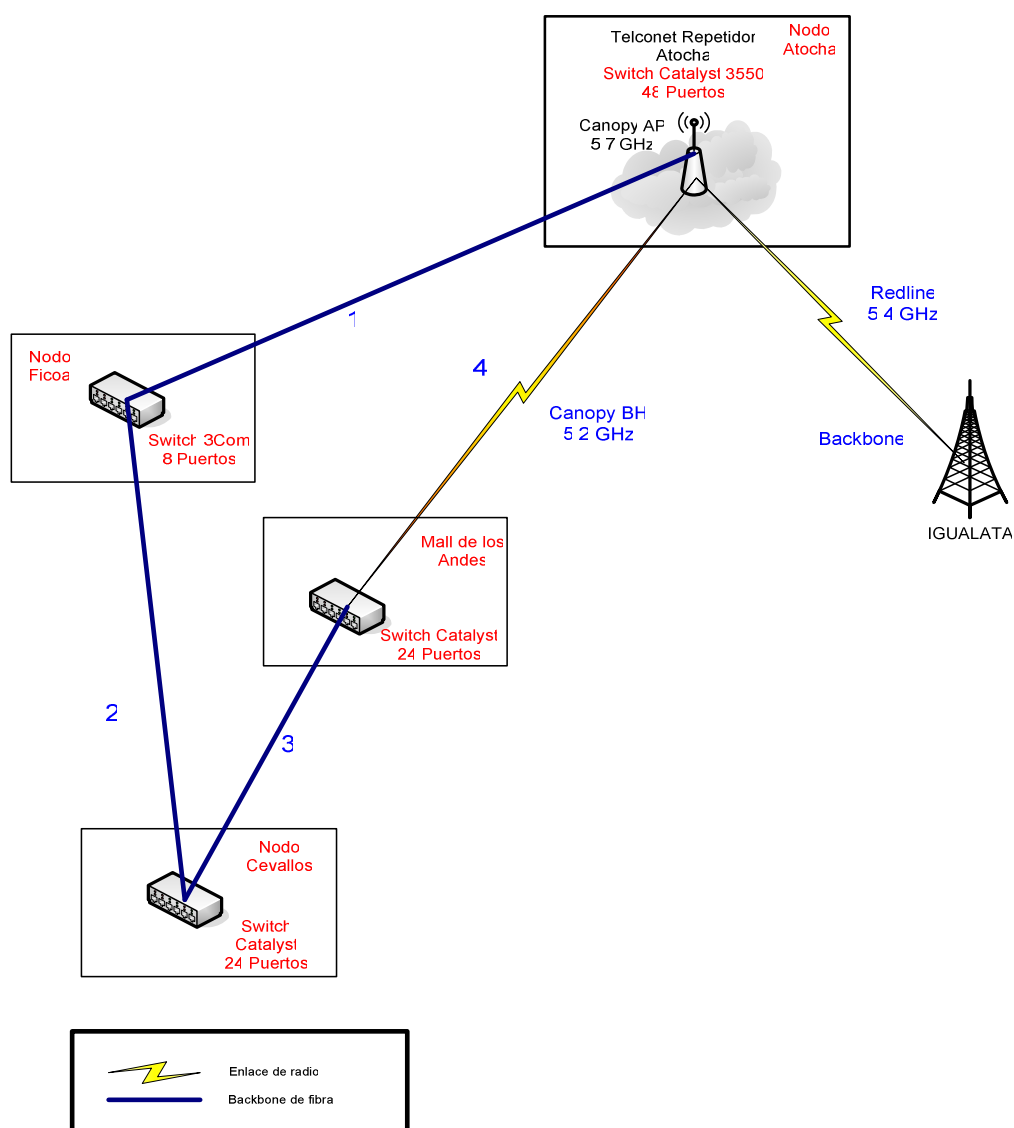 Telconet Repetidor
Atocha
Switch Catalyst 3550
48 Puertos
Nodo
Atocha
Canopy AP
5 7 GHz
Redline
5 4 GHz
1
4
Nodo
Ficoa
Switch 3Com
8 Puertos
Canopy BH
5 2 GHz
Backbone
IGUALATA
Mall de los
Andes
Switch Catalyst
24 Puertos
2
3
Nodo
Cevallos
Switch
Catalyst
24 Puertos
Enlace de radio
Backbone de fibra